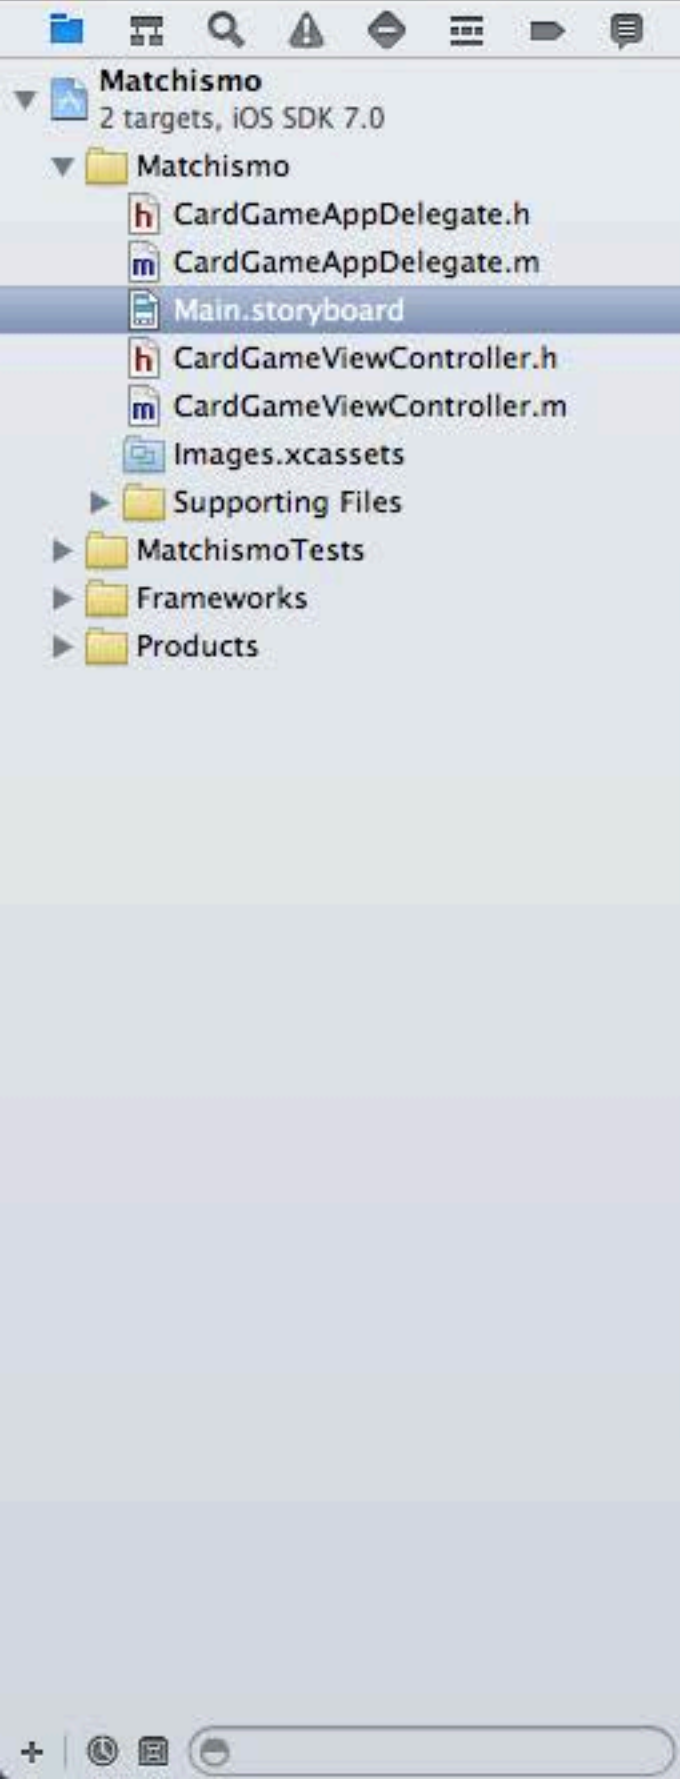 Matchismo
2 targets, iOS SDK 7.0
Matchismo
h CardGameAppDelegate.h
m CardGameAppDelegate.m
Main.storyboard
h CardGameViewController.h
m CardGameViewController.m
Images.xcassets
Supporting Files
MatchismoTests
Frameworks
Products